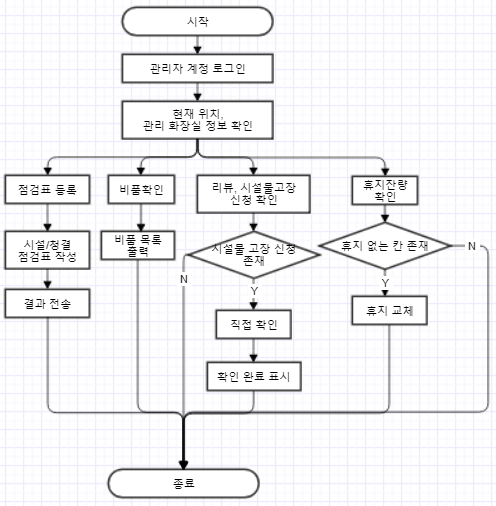 시작
관리자 계정 로그인
현재 위치,
관리 화장실 정보 확인
점검표 등록
비품확인
리뷰, 시설물고장
신청 확인
휴지잔량
확인
시설/청결
점검표 작성
비품 목록
출력
시설물 고장 신청
존재
휴지 없는 칸 존재
N
N
Y
Y
결과 전송
직접 확인
휴지 교체
확인 완료 표시
종료